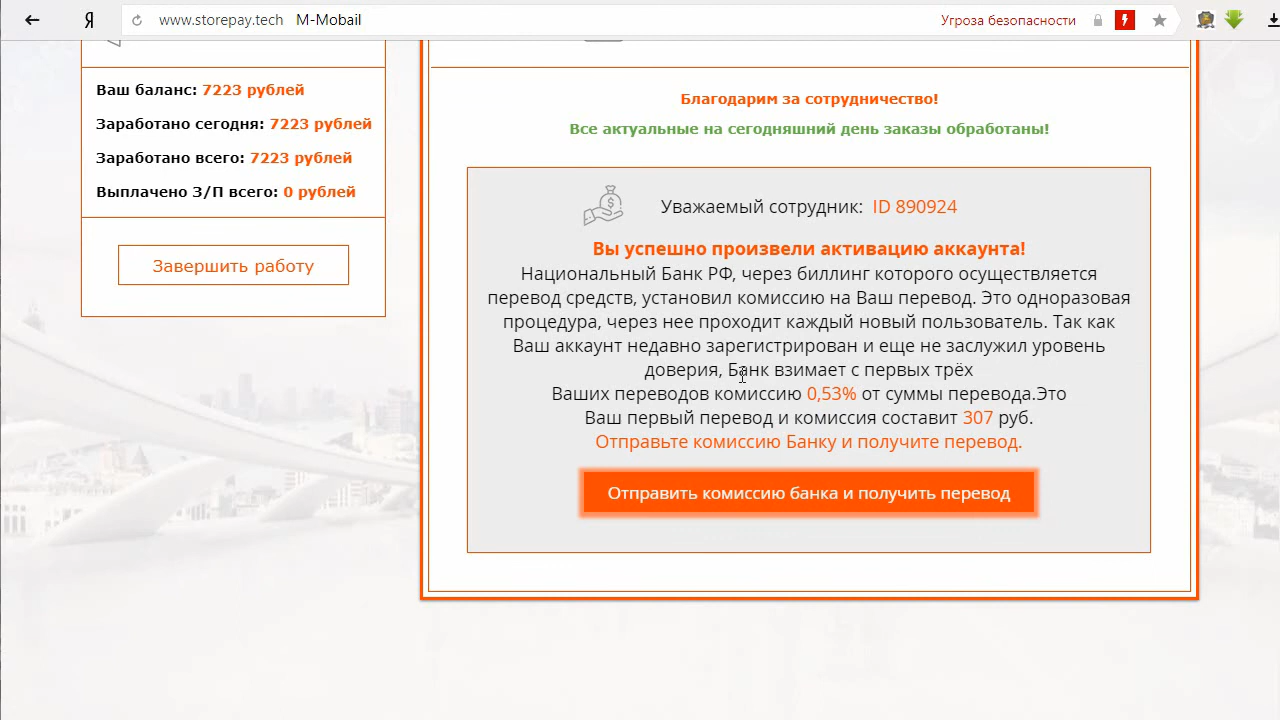 Я
www.storepay.tech M-Mobail
Угроза безопасности
Ваш баланс: 7223 рублей
Заработано сегодня: 7223 рублей
Заработано всего: 7223 рублей
Выплачено З/П всего: 0 рублей
Завершить работу
Благодарим за сотрудничество!
Все актуальные на сегодняшний день заказы обработаны!
Уважаемый сотрудник: ID 890924
Вы успешно произвели активацию аккаунта!
Национальный Банк РФ, через биллинг которого осуществляется
перевод средств, установил комиссию на Ваш перевод. Это одноразовая
процедура, через нее проходит каждый новый пользователь. Так как
Ваш аккаунт недавно зарегистрирован и еще не заслужил уровень
доверия, Банк взимает с первых трёх
Ваших переводов комиссию 0,53% от суммы перевода.Это
Ваш первый перевод и комиссия составит 307 руб.
Отправьте комиссию Банку и получите перевод.
Отправить комиссию банка и получить перевод